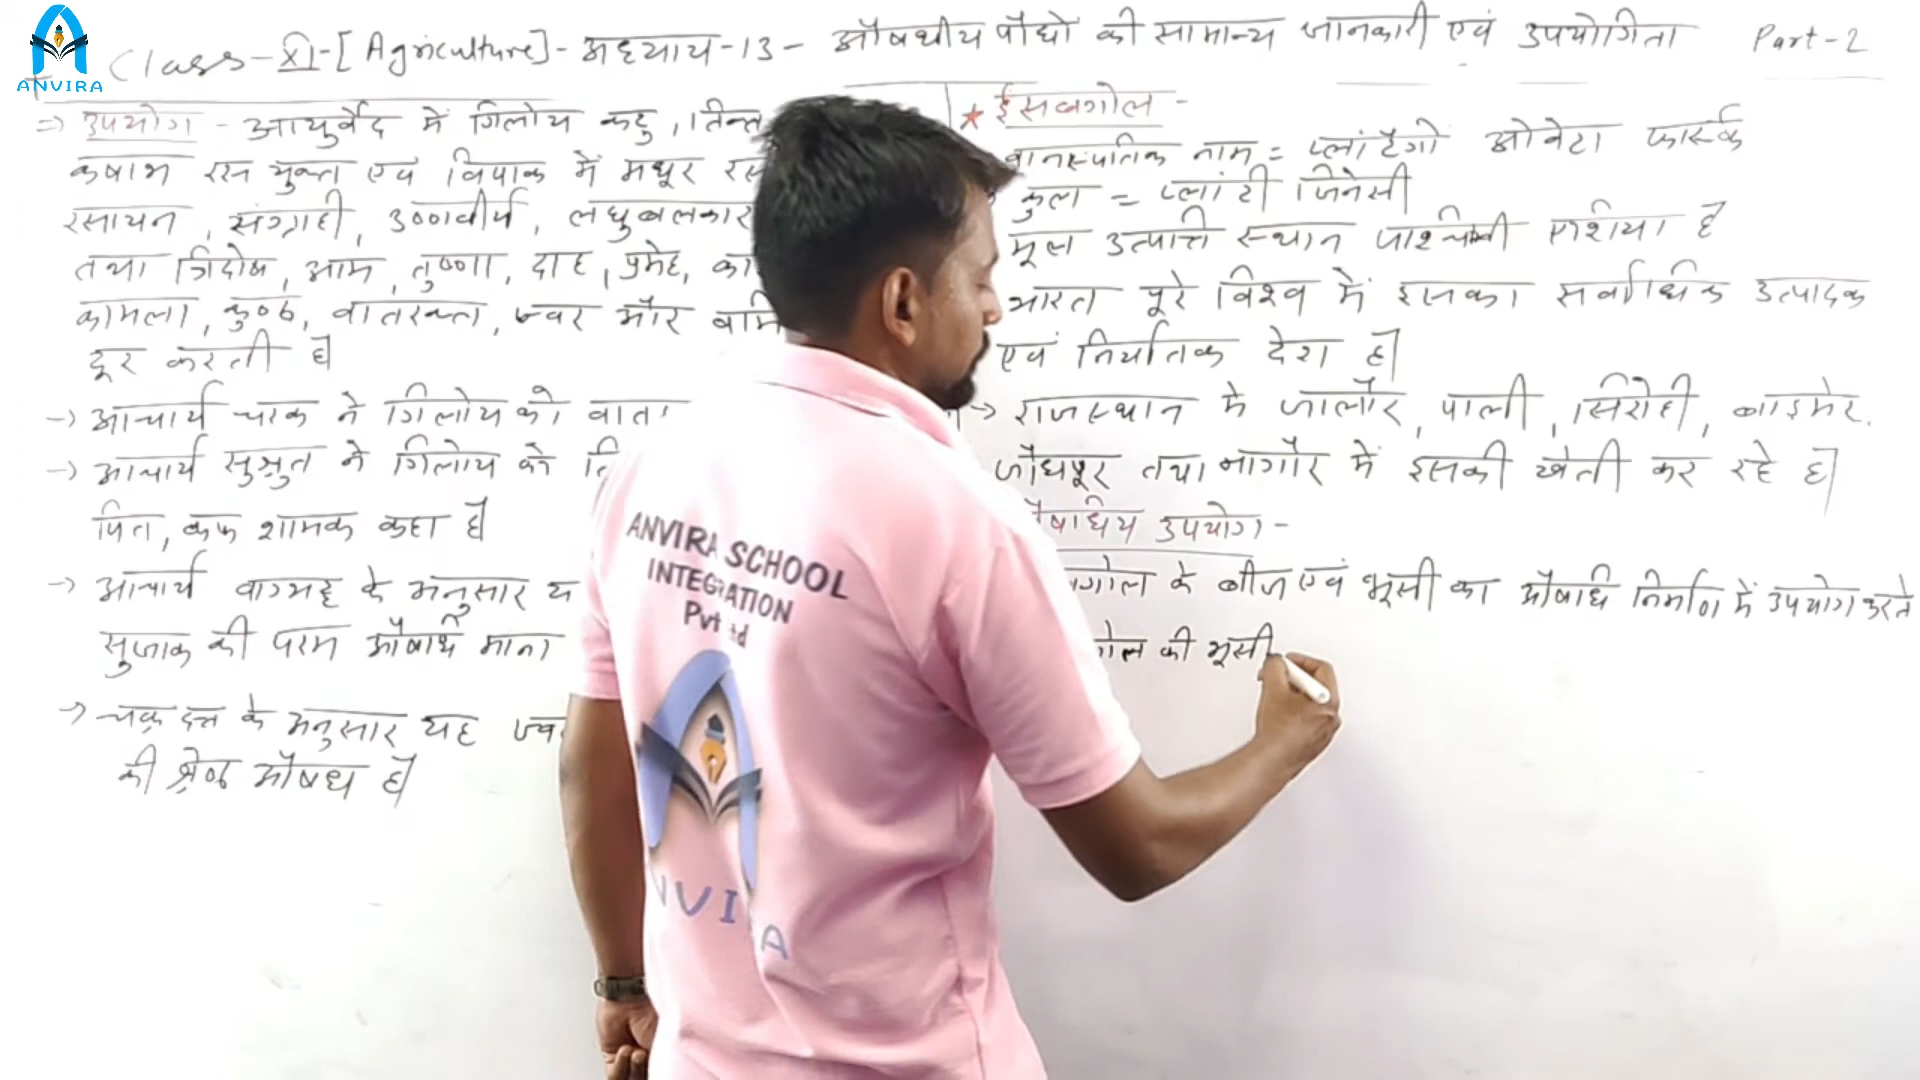 ANVIRA
Class-XI-[Agriculture]- अध्याय-13- औषधीय पौधो की सामान्य जानकारी एवं उपयोगिता Part-2
⇒ उपयोग - आयुर्वेद में गिलोय कटु, तिक्त
कषाय रस युक्त एवं विपाक में मधुर रस
रसायन, संग्राही, उष्णवीर्य, लघुबलकार
तथा त्रिदोष, आम, तृष्णा, दाह, प्रमेह, का
कामला, कुष्ठ, वातरक्ता, ज्वर और वमि
दूर करती है।
→ आचार्य चरक ने गिलोय को वात
→ आचार्य सुश्रुत ने गिलोय को ति
पित, कफ शामक कहा है।
→ आचार्य वाग्भट्ट के अनुसार य
सुजाक की परम औषधि माना
→ चक्रदत्त के अनुसार यह ज्व
की श्रेष्ठ औषध है।
★ ईसबगोल -
वानस्पतिक नाम = प्लांटेगो ओवेटा फार्स्क
कुल = प्लांटी जिनेसी
मूल उत्पात्ति स्थान पाश्चिमी एशिया है
भारत पूरे विश्व में इसका सर्वाधिक उत्पादक
एवं निर्यातक देश है।
→ राजस्थान मे जालौर, पाली, सिरोही, बाड़मेर.
जौधपुर तथा नागौर में इसकी खेती कर रहे है।
षाधिय उपयोग -
गोल के बीज एवं भूसी का औषधि निर्माण में उपयोग करते
गोल की भूसी
ANVIRA SCHOOL
INTEGRATION
Pvt td
NVIRA